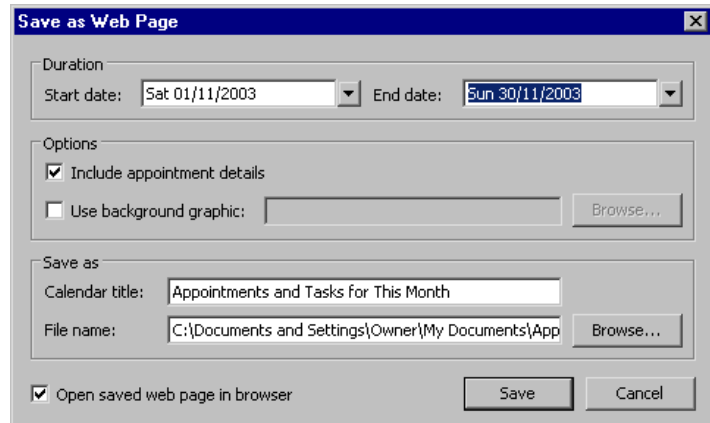 Save as Web Page
Duration
Start date: Sat 01/11/2003 End date: Sun 30/11/2003
Options
Include appointment details
Use background graphic: Browse...
Save as
Calendar title: Appointments and Tasks for This Month
File name: C:\Documents and Settings\Owner\My Documents\App Browse...
Open saved web page in browser Save Cancel